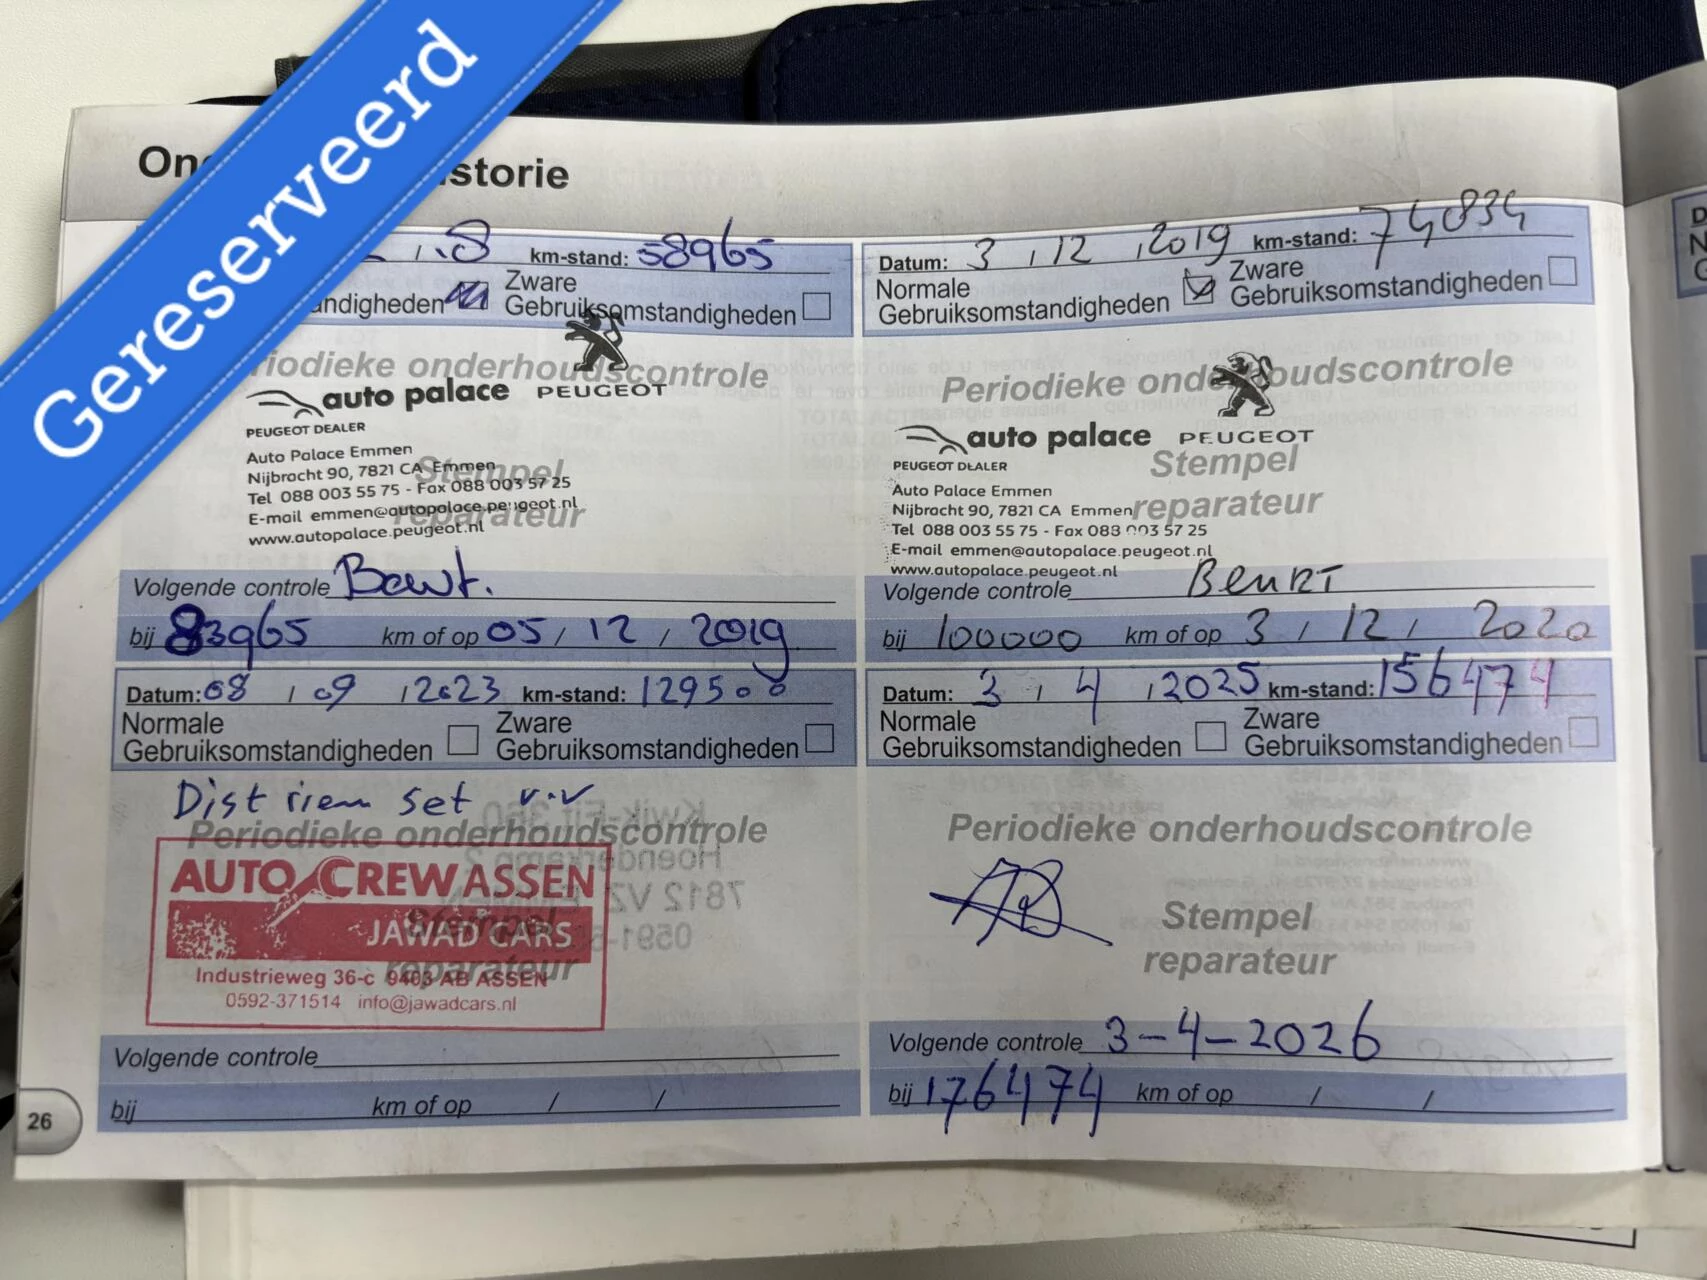 Gereserveerd
On storie
8 km-stand: 58965
andigheden Zware Gebruiksomstandigheden
Periodieke onderhoudscontrole
auto palace PEUGEOT
PEUGEOT DEALER
Auto Palace Emmen
Nijbracht 90, 7821 CA Emmen
Stempel
Tel 088 003 55 75 - Fax 088 003 57 25
E-mail emmen@autopalace.peugeot.nl
reparateur
www.autopalace.peugeot.nl
Volgende controle
bij 83965 km of op 05 / 12 / 2019
Datum: 3 / 12 / 2019 km-stand: 74834
Normale Gebruiksomstandigheden Zware Gebruiksomstandigheden
Periodieke onderhoudscontrole
auto palace PEUGEOT
PEUGEOT DEALER
Stempel
Auto Palace Emmen
Nijbracht 90, 7821 CA Emmen
reparateur
Tel 088 003 55 75 - Fax 088 003 57 25
E-mail emmen@autopalace.peugeot.nl
www.autopalace.peugeot.nl
Volgende controle Beurt
bij 100000 km of op 3 / 12 / 2020
Datum: 08 / 09 / 2023 km-stand: 129500
Normale Gebruiksomstandigheden Zware Gebruiksomstandigheden
Dist riem set v.v
Periodieke onderhoudscontrole
AUTO CREW ASSEN
Stempel
JAWAD CARS
reparateur
Industrieweg 36-c 9403 AB ASSEN
0592-371514 info@jawadcars.nl
Volgende controle
bij km of op / /
Datum: 3 / 4 / 2025 km-stand: 156474
Normale Gebruiksomstandigheden Zware Gebruiksomstandigheden
Periodieke onderhoudscontrole
Stempel
reparateur
Volgende controle 3-4-2026
bij 176474 km of op / /
26